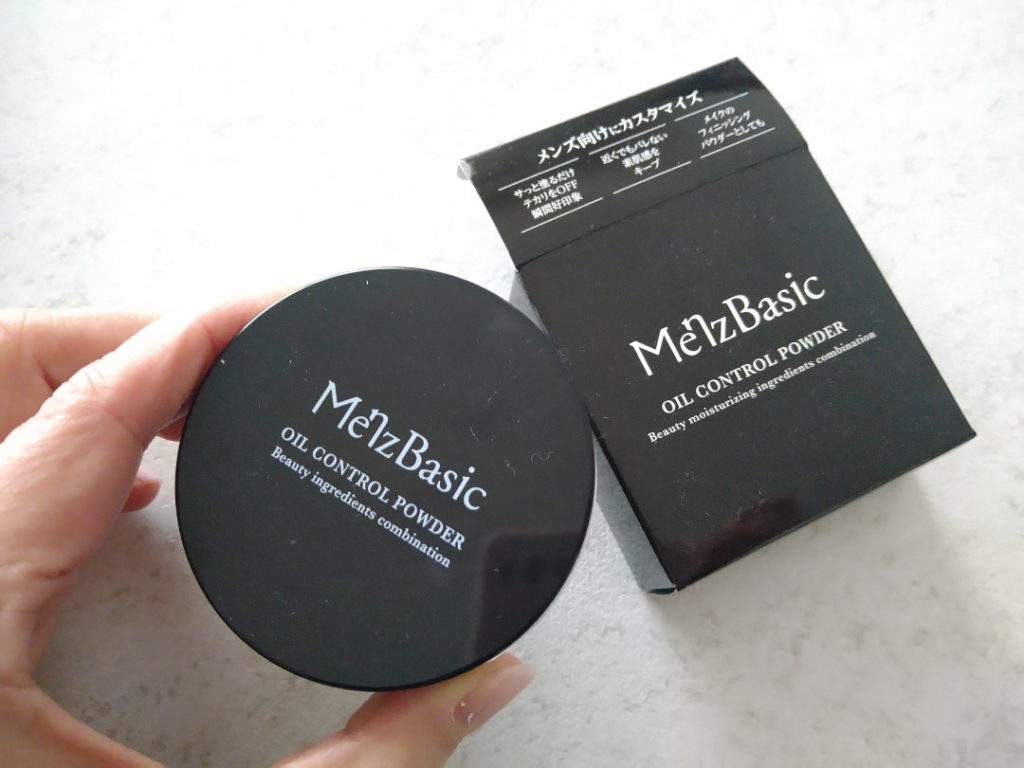 メンズ向けにカスタマイズ
サっと塗るだけ
テカリをOFF
瞬間好印象
近くでもバレない
素肌感を
キープ
メイクの
フィニッシング
パウダーとしても
MenzBasic
OIL CONTROL POWDER
Beauty moisturizing ingredients combination
MenzBasic
OIL CONTROL POWDER
Beauty ingredients combination